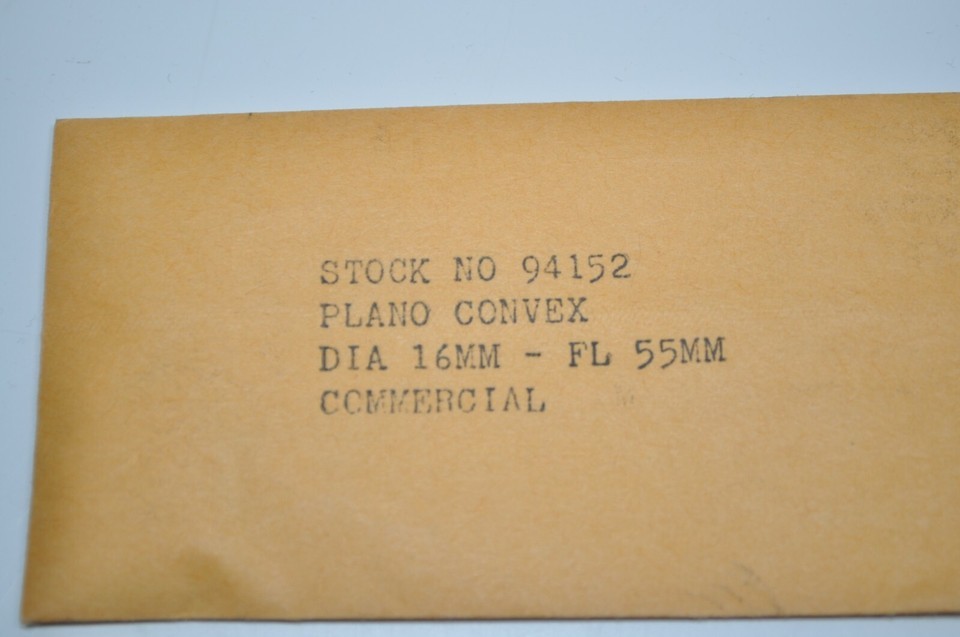 STOCK NO 94152
PLANO CONVEX
DIA 16MM - FL 55MM
COMMERCIAL